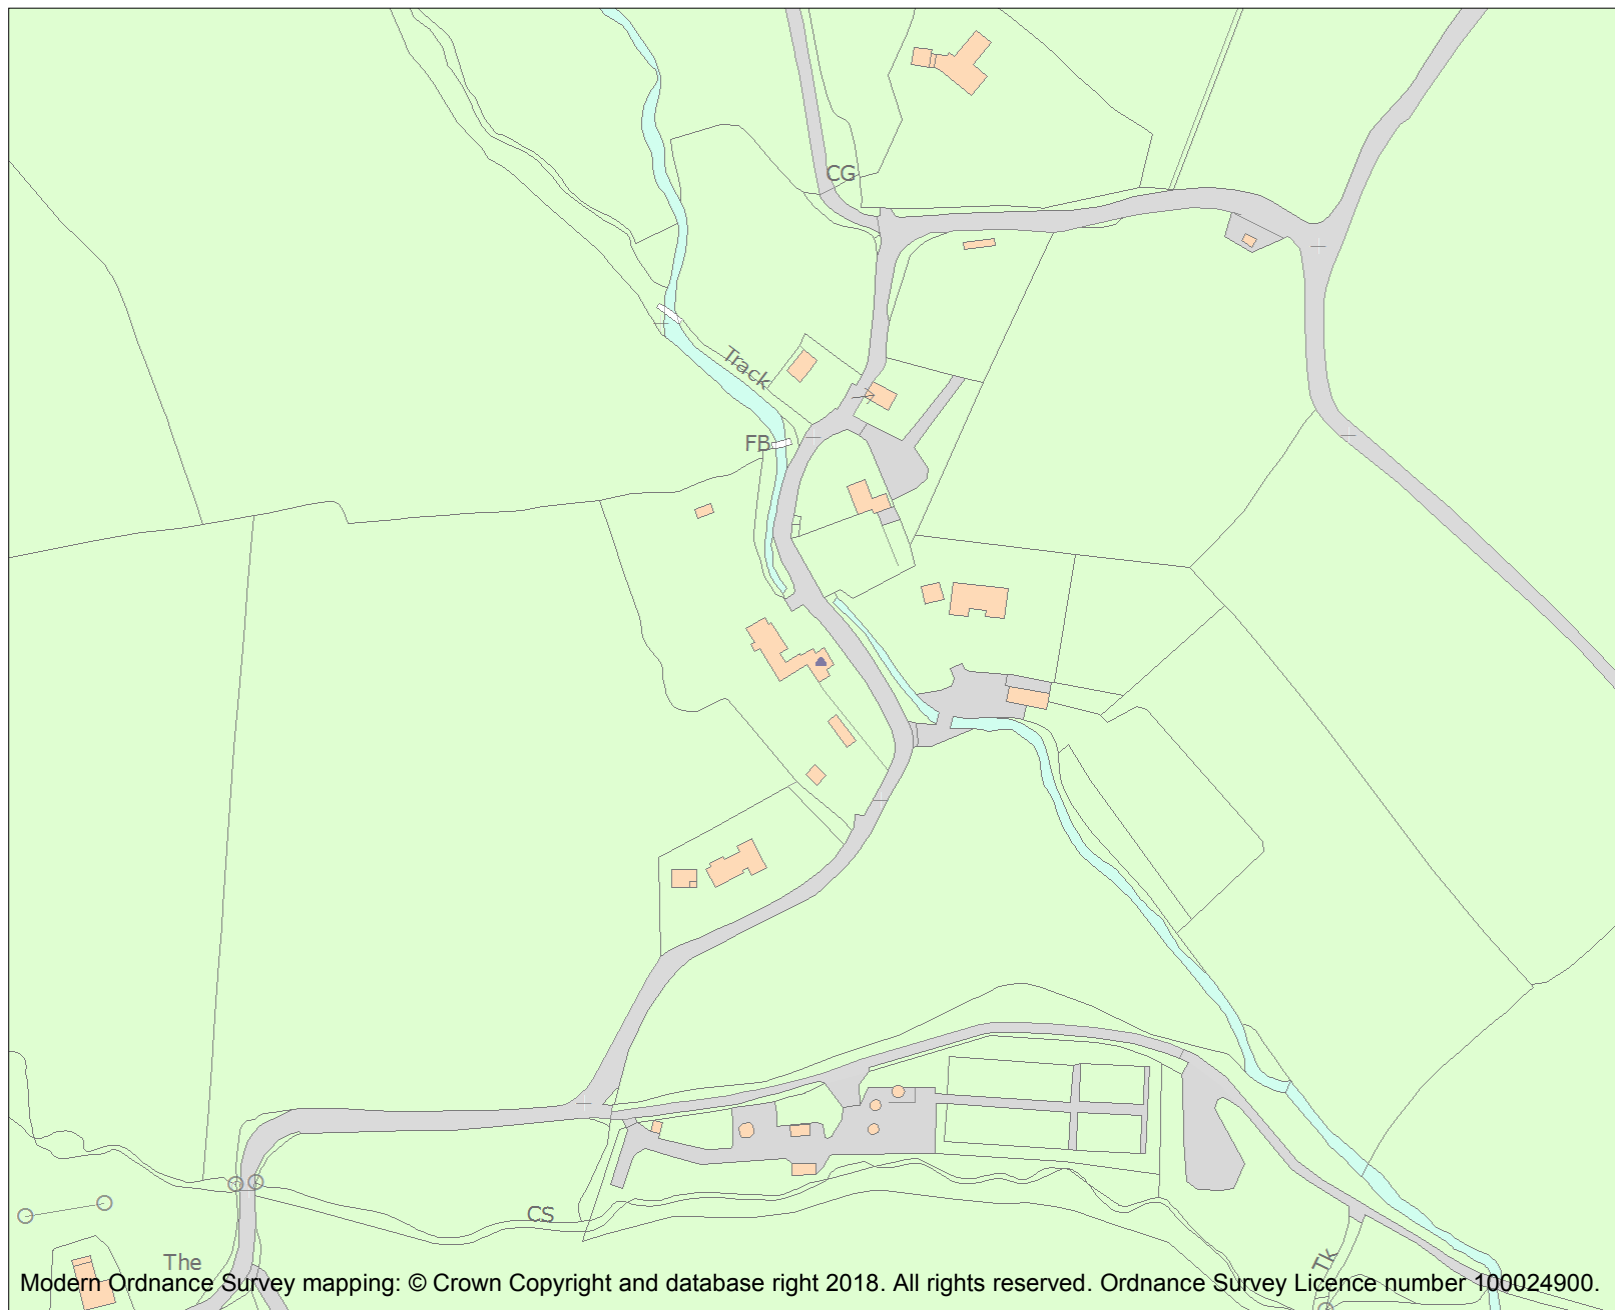 CG
Track
FB
CS
The
Tk
Modern Ordnance Survey mapping: © Crown Copyright and database right 2018. All rights reserved. Ordnance Survey Licence number 100024900.